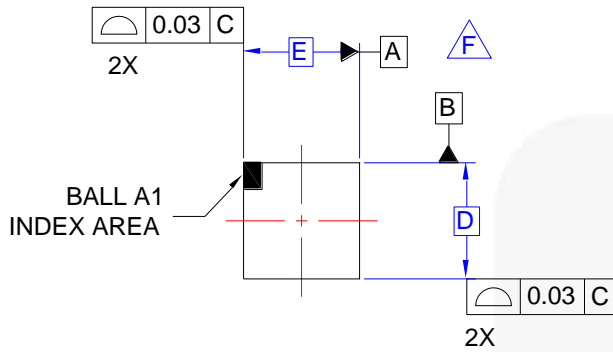 0.03 C
2X
E
A
F
B
BALL A1
INDEX AREA
D
0.03 C
2X